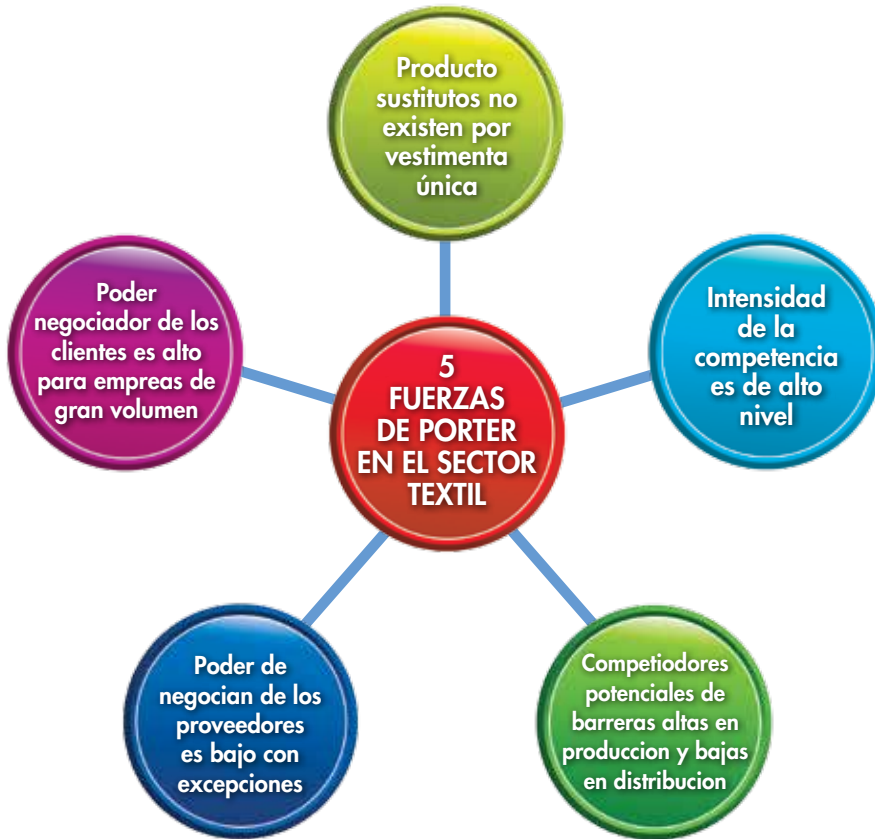 Producto
sustitutos no
existen por
vestimenta
única
Poder
negociador de los
clientes es alto
para empreas de
gran volumen
Intensidad
de la
competencia
es de alto
nivel
5
FUERZAS
DE PORTER
EN EL SECTOR
TEXTIL
Poder de
negocian de los
proveedores
es bajo con
excepciones
Competiodores
potenciales de
barreras altas en
produccion y bajas
en distribucion